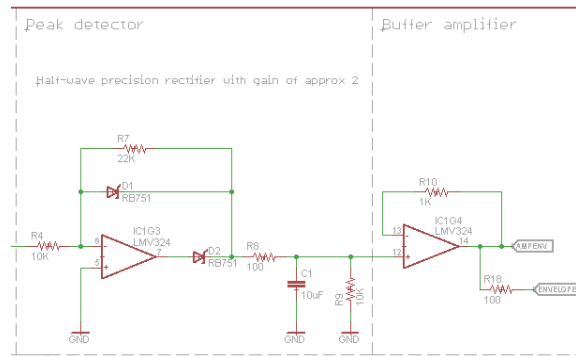 Peak detector
Buffer amplifier
Half-wave precision rectifier with gain of approx 2
R7
22K
D1
RB751
R10
1K
IC1G3
LMV324
IC1G4
LMV324
R4
10K
6
5
7
D2
RB751
R8
100
13
12
14
AMPENV
C1
10uF
R9
10K
R18
100
ENVELOPE
GND
GND
GND